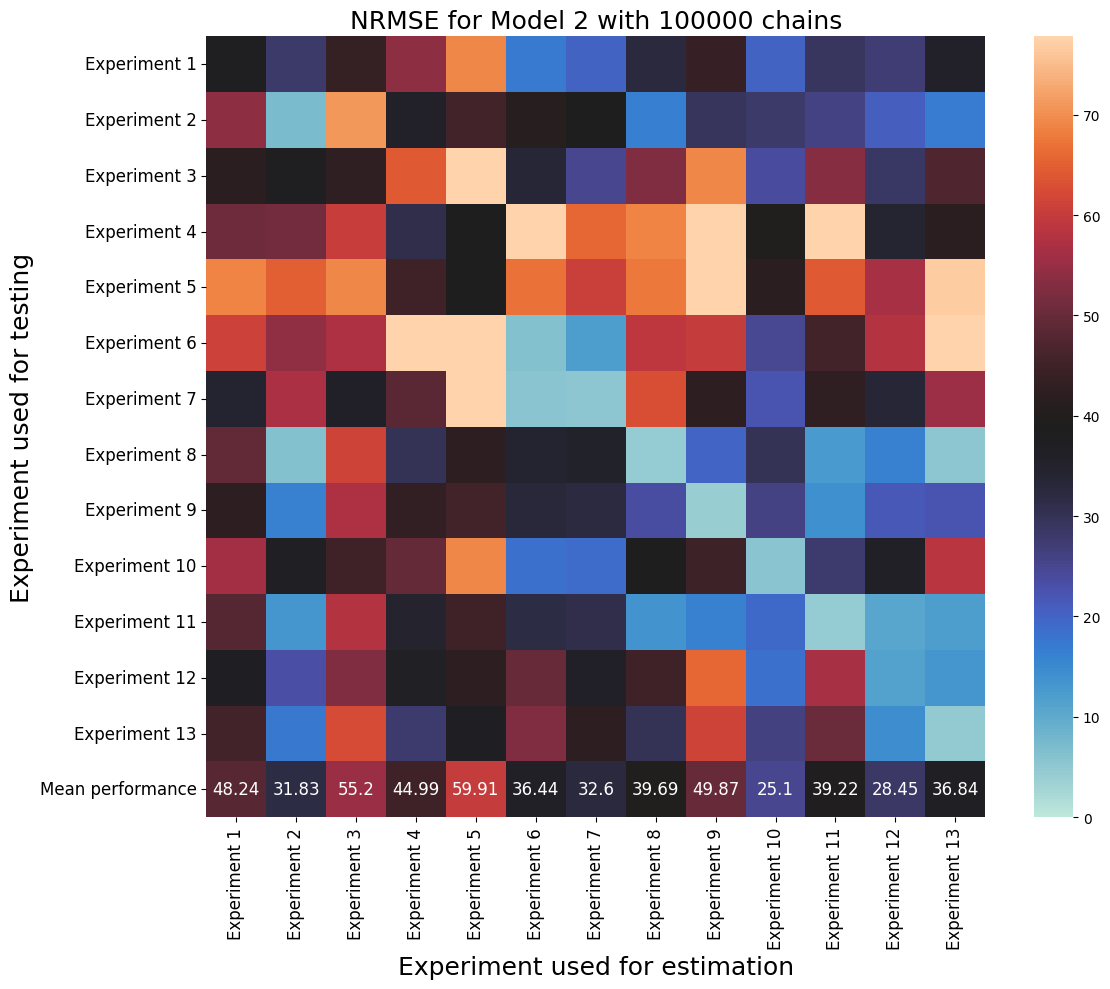 NRMSE for Model 2 with 100000 chains
Experiment used for testing
Experiment 1
Experiment 2
Experiment 3
Experiment 4
Experiment 5
Experiment 6
Experiment 7
Experiment 8
Experiment 9
Experiment 10
Experiment 11
Experiment 12
Experiment 13
Mean performance 48.24 31.83 55.2 44.99 59.91 36.44 32.6 39.69 49.87 25.1 39.22 28.45 36.84
Experiment 1
Experiment 2
Experiment 3
Experiment 4
Experiment 5
Experiment 6
Experiment 7
Experiment 8
Experiment 9
Experiment 10
Experiment 11
Experiment 12
Experiment 13
Experiment used for estimation
70
60
50
40
30
20
10
0